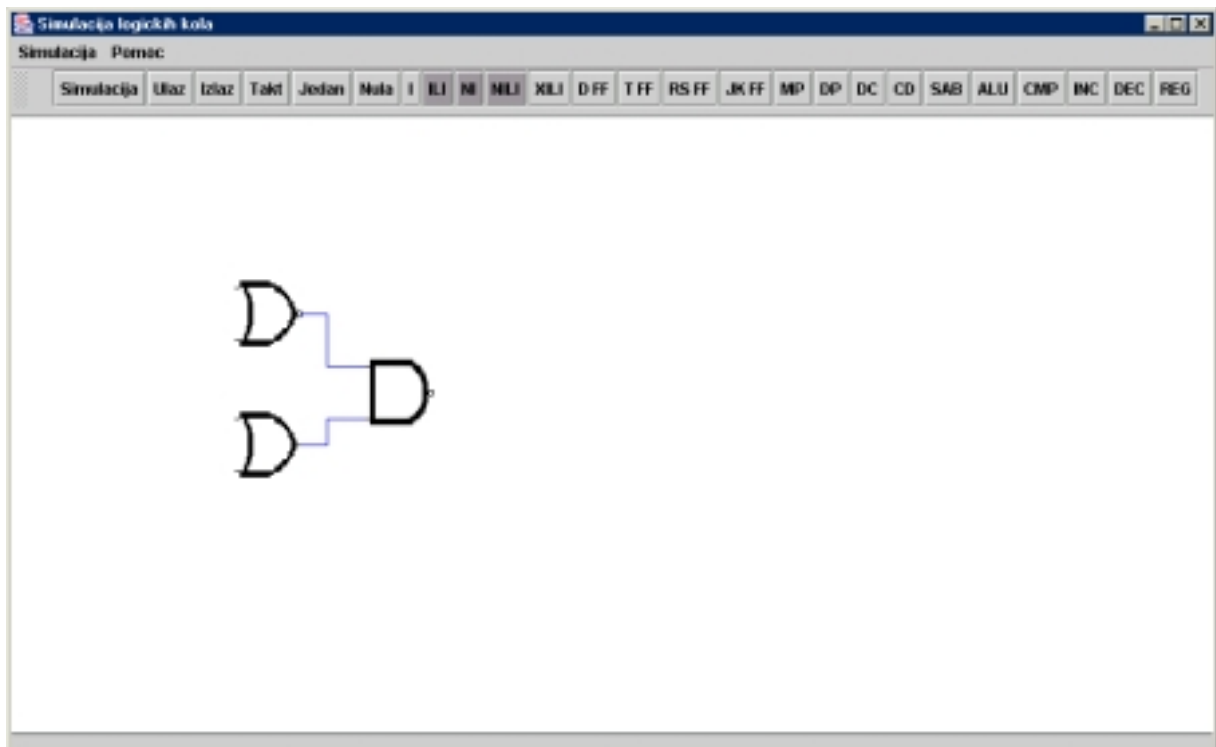 Simulacija logickih kola
Simulacija Pomoc
Simulacija Ulaz Izlaz Takt Jedan Nula I ILI NI NILI XILI D FF T FF RS FF JK FF MP DP DC CD SAB ALU CMP INC DEC REG